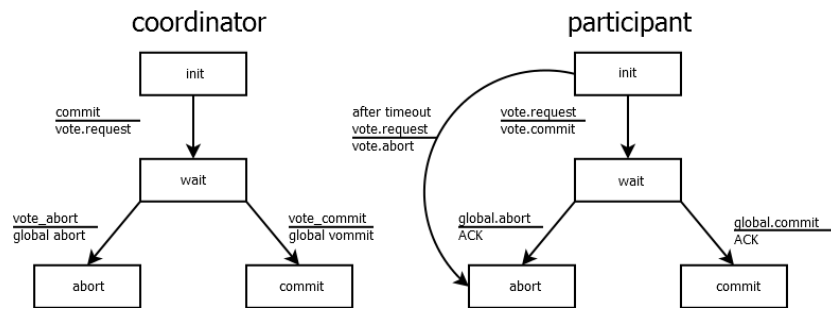 coordinator
init
commit
vote.request
wait
vote_abort
global abort
vote_commit
global vommit
abort
commit
participant
init
after timeout
vote.request
vote.abort
vote.request
vote.commit
wait
global.abort
ACK
global.commit
ACK
abort
commit